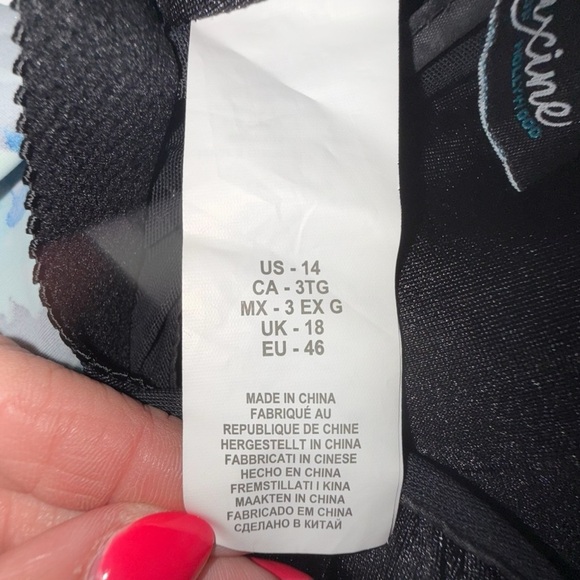 xine
HOLLYWOOD
US - 14
CA - 3TG
MX - 3 EX G
UK - 18
EU - 46
MADE IN CHINA
FABRIQUÉ AU
REPUBLIQUE DE CHINE
HERGESTELLT IN CHINA
FABBRICATI IN CINESE
HECHO EN CHINA
FREMSTILLATI I KINA
MAAKTEN IN CHINA
FABRICADO EM CHINA
СДЕЛАНО В КИТАЙ